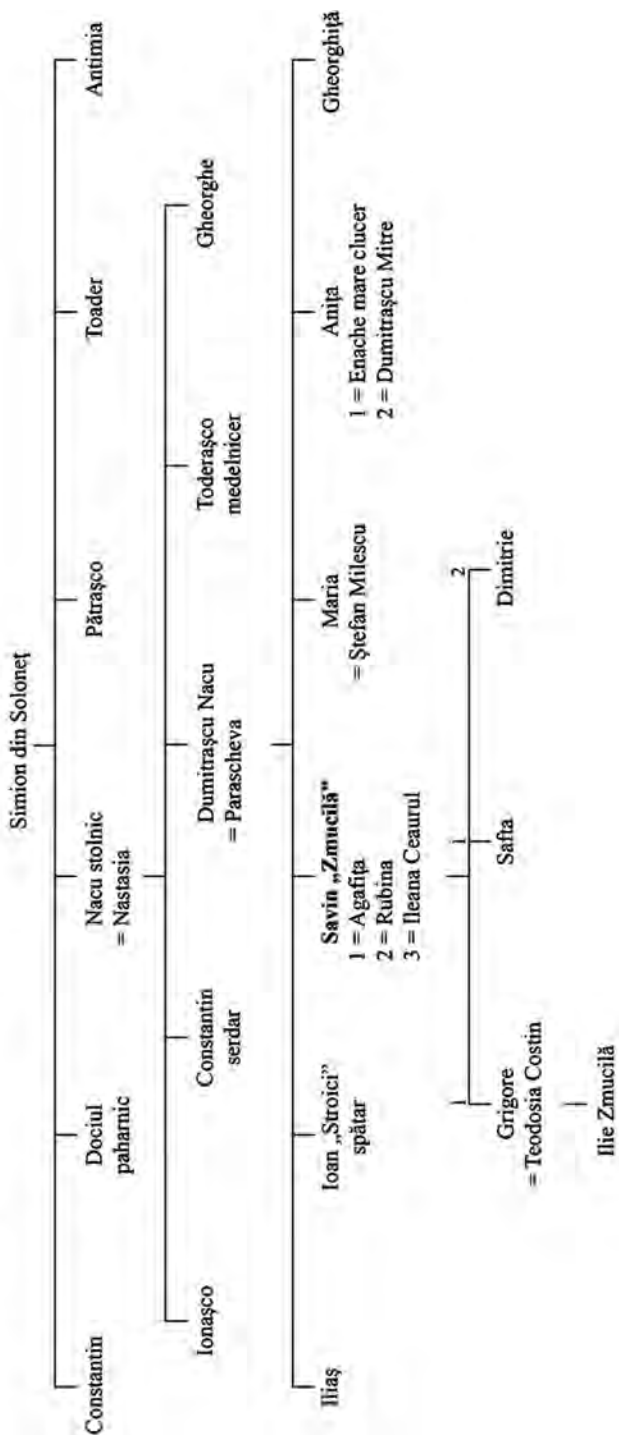 Simion din Soloneț
Constantin
Dociul
paharnic
Nacu stolnic
= Nastasia
Pătrașco
Toader
Antimia
Ionașco
Constantin
serdar
Dumitrașcu Nacu
= Parascheva
Toderașco
medelnicer
Gheorghe
Iliaș
Ioan „Stroici”
spătar
Savin „Zmucilă”
1 = Agafița
2 = Rubina
3 = Ileana Ceaurul
Maria
= Ștefan Milescu
Anița
1 = Enache mare clucer
2 = Dumitrașcu Mitre
Gheorghiță
1
1
2
Grigore
= Teodosia Costin
Safta
Dimitrie
Ilie Zmucilă